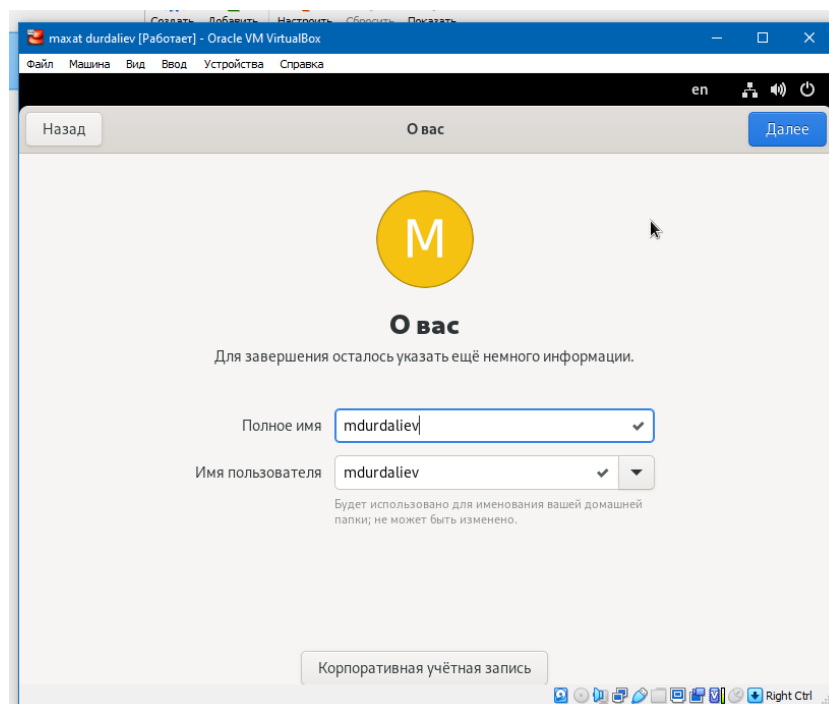 Создать Добавить Настроить Сбросить Показать
maxat durdaliev [Работает] - Oracle VM VirtualBox
Файл Машина Вид Ввод Устройства Справка
en
Назад
О вас
Далее
M
О вас
Для завершения осталось указать ещё немного информации.
Полное имя mdurdaliev
Имя пользователя mdurdaliev
Будет использовано для именования вашей домашней
папки; не может быть изменено.
Корпоративная учётная запись
Right Ctrl